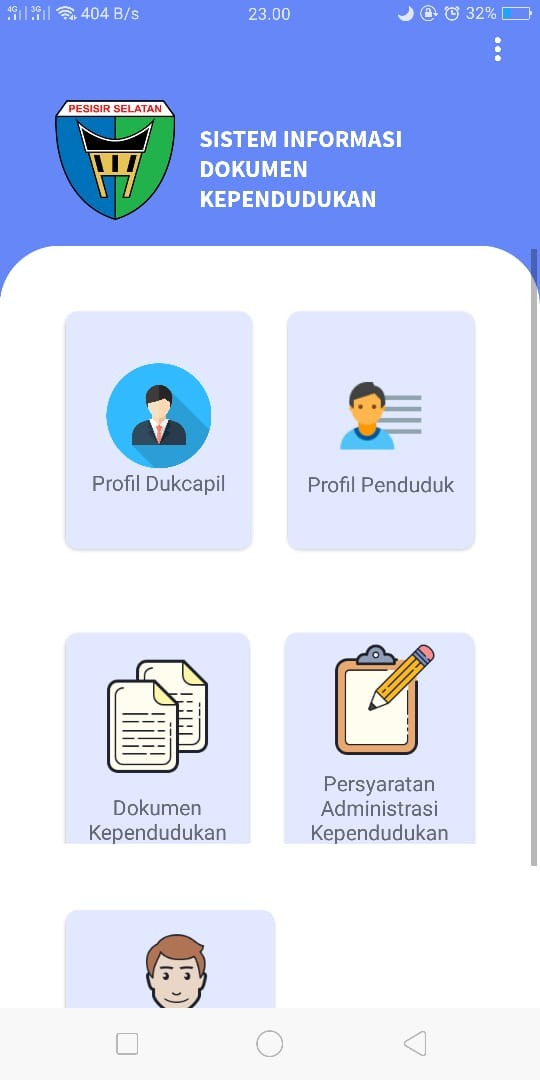 4G 3G 404 B/s 23.00 32%
PESISIR SELATAN
SISTEM INFORMASI
DOKUMEN
KEPENDUDUKAN
Profil Dukcapil
Profil Penduduk
Dokumen
Kependudukan
Persyaratan
Administrasi
Kependudukan